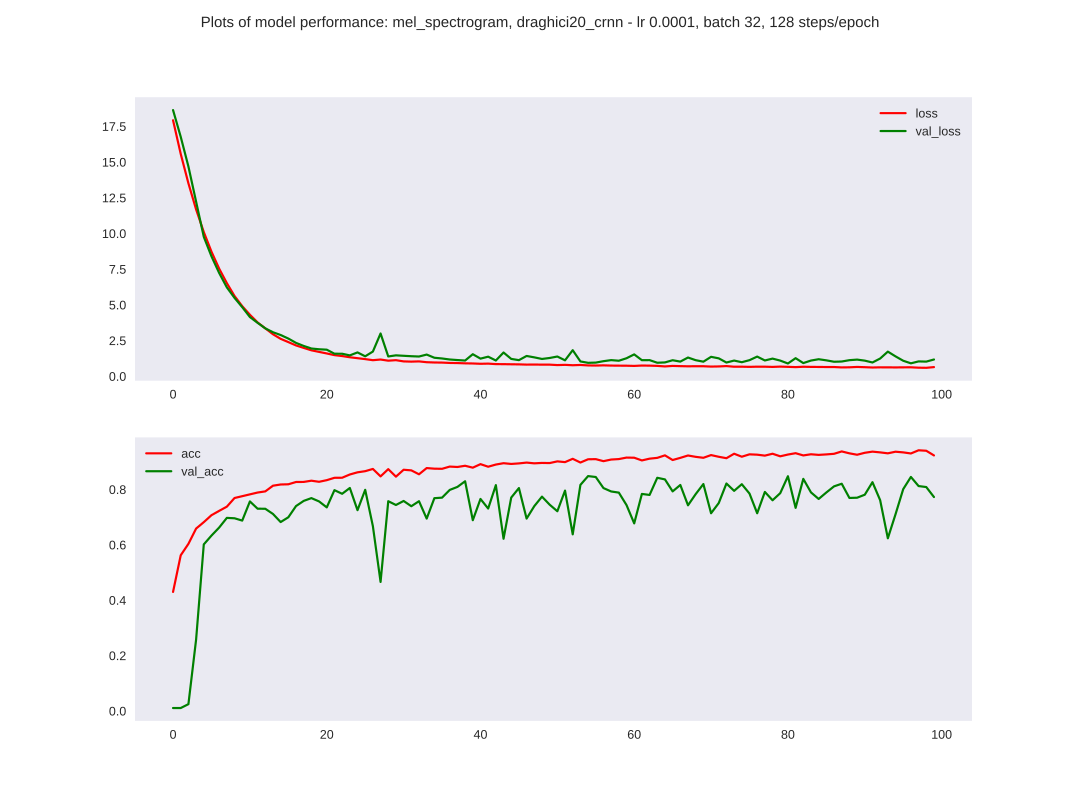 Plots of model performance: mel_spectrogram, draghici20_crnn - lr 0.0001, batch 32, 128 steps/epoch
loss
val_loss
17.5
15.0
12.5
10.0
7.5
5.0
2.5
0.0
0 20 40 60 80 100
acc
val_acc
0.8
0.6
0.4
0.2
0.0
0 20 40 60 80 100